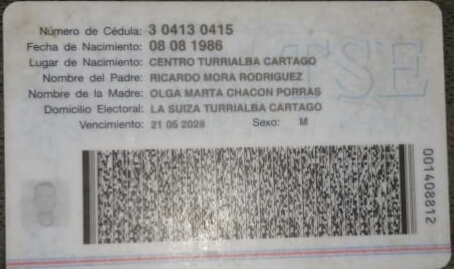 Número de Cédula: 3 0413 0415
Fecha de Nacimiento: 08 08 1986
Lugar de Nacimiento: CENTRO TURRIALBA CARTAGO
Nombre del Padre: RICARDO MORA RODRIGUEZ
Nombre de la Madre: OLGA MARTA CHACON PORRAS
Domicilio Electoral: LA SUIZA TURRIALBA CARTAGO
Vencimiento: 21 05 2028 Sexo: M
TSE
001408812